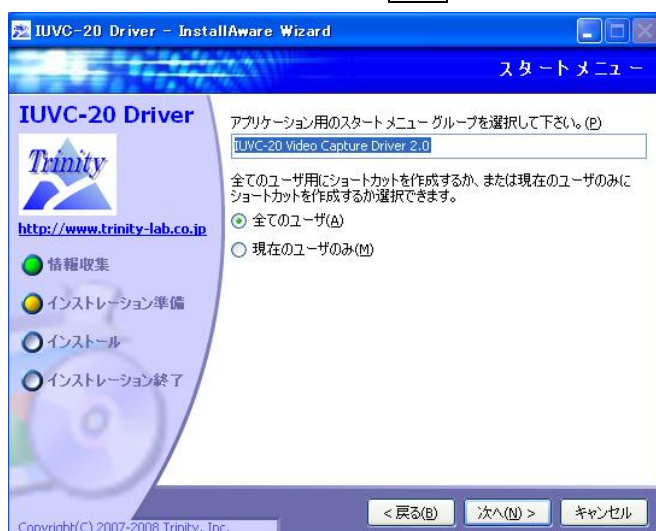 IUVC-20 Driver - InstallAware Wizard
スタートメニュー
IUVC-20 Driver
Trinity
http://www.trinity-lab.co.jp
情報収集
インストレーション準備
インストール
インストレーション終了
アプリケーション用のスタート メニュー グループを選択して下さい。(P)
IUVC-20 Video Capture Driver 2.0
全てのユーザ用にショートカットを作成するか、または現在のユーザのみに
ショートカットを作成するか選択できます。
全てのユーザ(A)
現在のユーザのみ(M)
Copyright(C) 2007-2008 Trinity, Inc.
< 戻る(B)
次へ(N) >
キャンセル